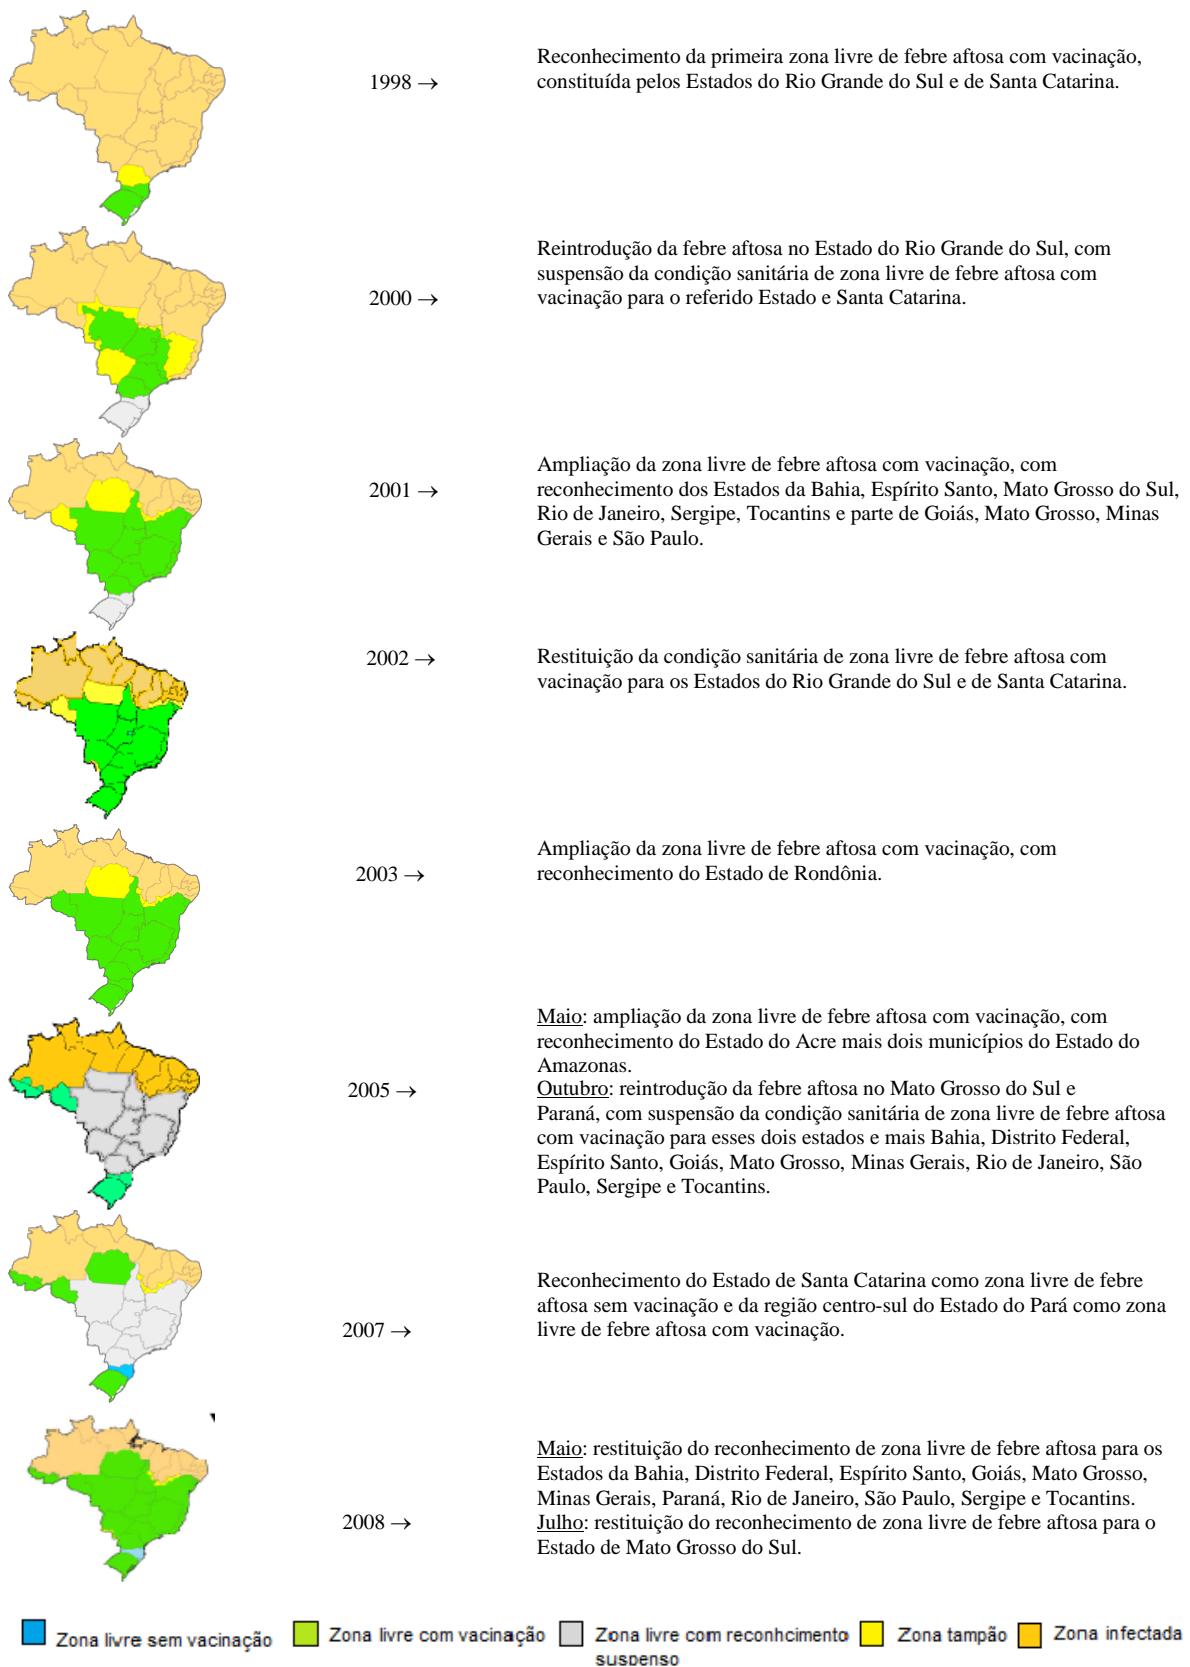 1998 →
Reconhecimento da primeira zona livre de febre aftosa com vacinação,
constituída pelos Estados do Rio Grande do Sul e de Santa Catarina.
2000 →
Reintrodução da febre aftosa no Estado do Rio Grande do Sul, com
suspensão da condição sanitária de zona livre de febre aftosa com
vacinação para o referido Estado e Santa Catarina.
2001 →
Ampliação da zona livre de febre aftosa com vacinação, com
reconhecimento dos Estados da Bahia, Espírito Santo, Mato Grosso do Sul,
Rio de Janeiro, Sergipe, Tocantins e parte de Goiás, Mato Grosso, Minas
Gerais e São Paulo.
2002 →
Restituição da condição sanitária de zona livre de febre aftosa com
vacinação para os Estados do Rio Grande do Sul e de Santa Catarina.
2003 →
Ampliação da zona livre de febre aftosa com vacinação, com
reconhecimento do Estado de Rondônia.
2005 →
Maio: ampliação da zona livre de febre aftosa com vacinação, com
reconhecimento do Estado do Acre mais dois municípios do Estado do
Amazonas.
Outubro: reintrodução da febre aftosa no Mato Grosso do Sul e
Paraná, com suspensão da condição sanitária de zona livre de febre aftosa
com vacinação para esses dois estados e mais Bahia, Distrito Federal,
Espírito Santo, Goiás, Mato Grosso, Minas Gerais, Rio de Janeiro, São
Paulo, Sergipe e Tocantins.
2007 →
Reconhecimento do Estado de Santa Catarina como zona livre de febre
aftosa sem vacinação e da região centro-sul do Estado do Pará como zona
livre de febre aftosa com vacinação.
2008 →
Maio: restituição do reconhecimento de zona livre de febre aftosa para os
Estados da Bahia, Distrito Federal, Espírito Santo, Goiás, Mato Grosso,
Minas Gerais, Paraná, Rio de Janeiro, São Paulo, Sergipe e Tocantins.
Julho: restituição do reconhecimento de zona livre de febre aftosa para o
Estado de Mato Grosso do Sul.
Zona livre sem vacinação
Zona livre com vacinação
Zona livre com reconhcimento
suspenso
Zona tampão
Zona infectada